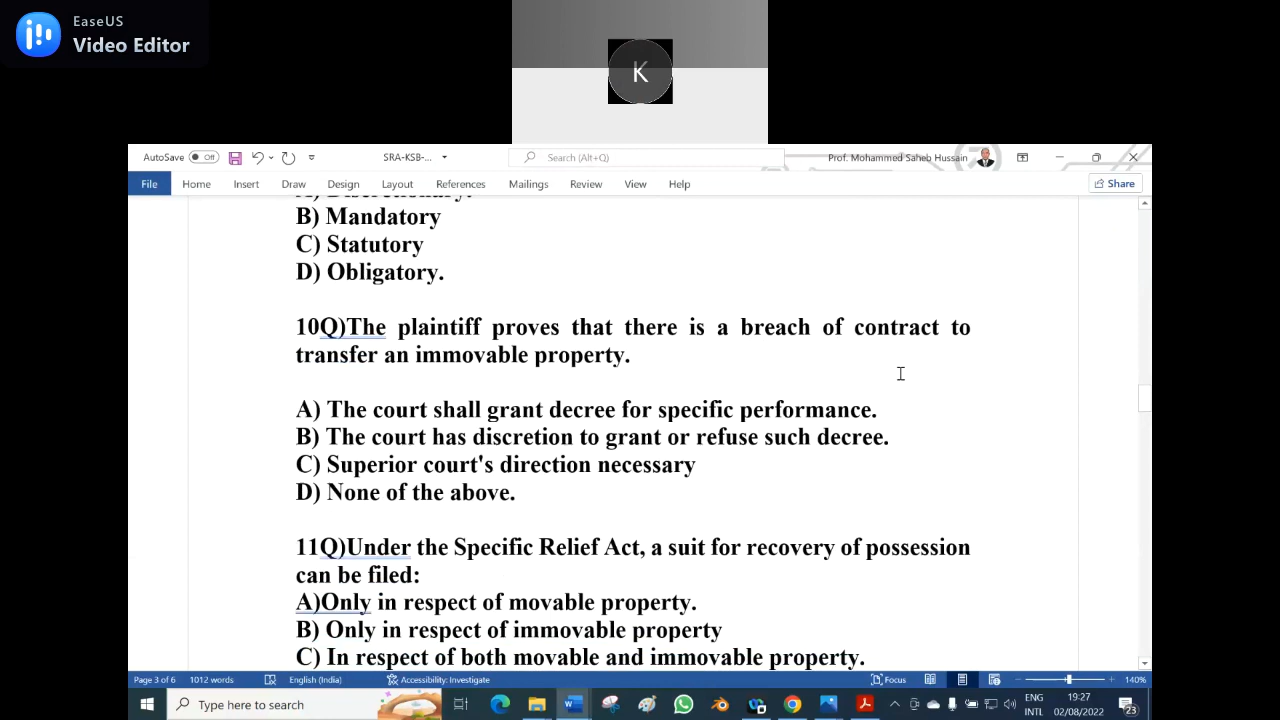 EaseUS
Video Editor
K
AutoSave Off SRA-KSB-... Search (Alt+Q) Prof. Mohammed Saheb Hussain
File Home Insert Draw Design Layout References Mailings Review View Help Share
A) Discretionary.
B) Mandatory
C) Statutory
D) Obligatory.
10Q)The plaintiff proves that there is a breach of contract to
transfer an immovable property.
A) The court shall grant decree for specific performance.
B) The court has discretion to grant or refuse such decree.
C) Superior court's direction necessary
D) None of the above.
11Q)Under the Specific Relief Act, a suit for recovery of possession
can be filed:
A)Only in respect of movable property.
B) Only in respect of immovable property
C) In respect of both movable and immovable property.
Page 3 of 6 1012 words English (India) Accessibility: Investigate Focus 140%
Type here to search ENG 19:27
INTL 02/08/2022 23